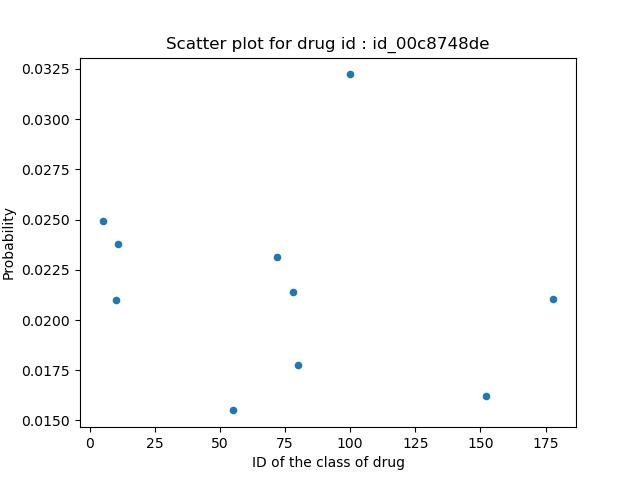 Scatter plot for drug id : id_00c8748de
0.0325
0.0300
0.0275
0.0250
0.0225
0.0200
0.0175
0.0150
Probability
0 25 50 75 100 125 150 175
ID of the class of drug